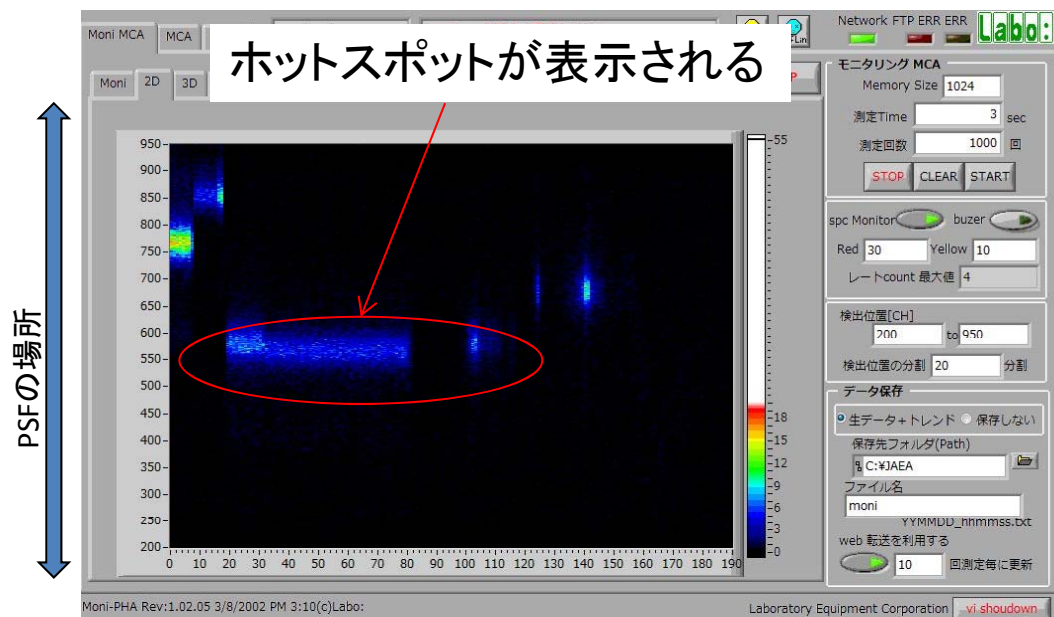 ホットスポットが表示される
PSFの場所
Moni MCA
MCA
Network FTP ERR ERR
Labo:
Moni
2D
3D
モニタリング MCA
Memory Size 1024
測定Time 3 sec
測定回数 1000 回
STOP CLEAR START
spc Monitor buzer
Red 30 Yellow 10
レートcount 最大値 4
検出位置[CH]
200 to 950
検出位置の分割 20 分割
データ保存
生データ+トレンド 保存しない
保存先フォルダ(Path)
C:¥JAEA
ファイル名
moni
YYMMDD_hhmmss.txt
web 転送を利用する
10 回測定毎に更新
950
900
850
800
750
700
650
600
550
500
450
400
350
300
250
200
0 10 20 30 40 50 60 70 80 90 100 110 120 130 140 150 160 170 180 190
55
18
15
12
9
6
3
0
Moni-PHA Rev:1.02.05 3/8/2002 PM 3:10(c)Labo:
Laboratory Equipment Corporation
vi shoudown